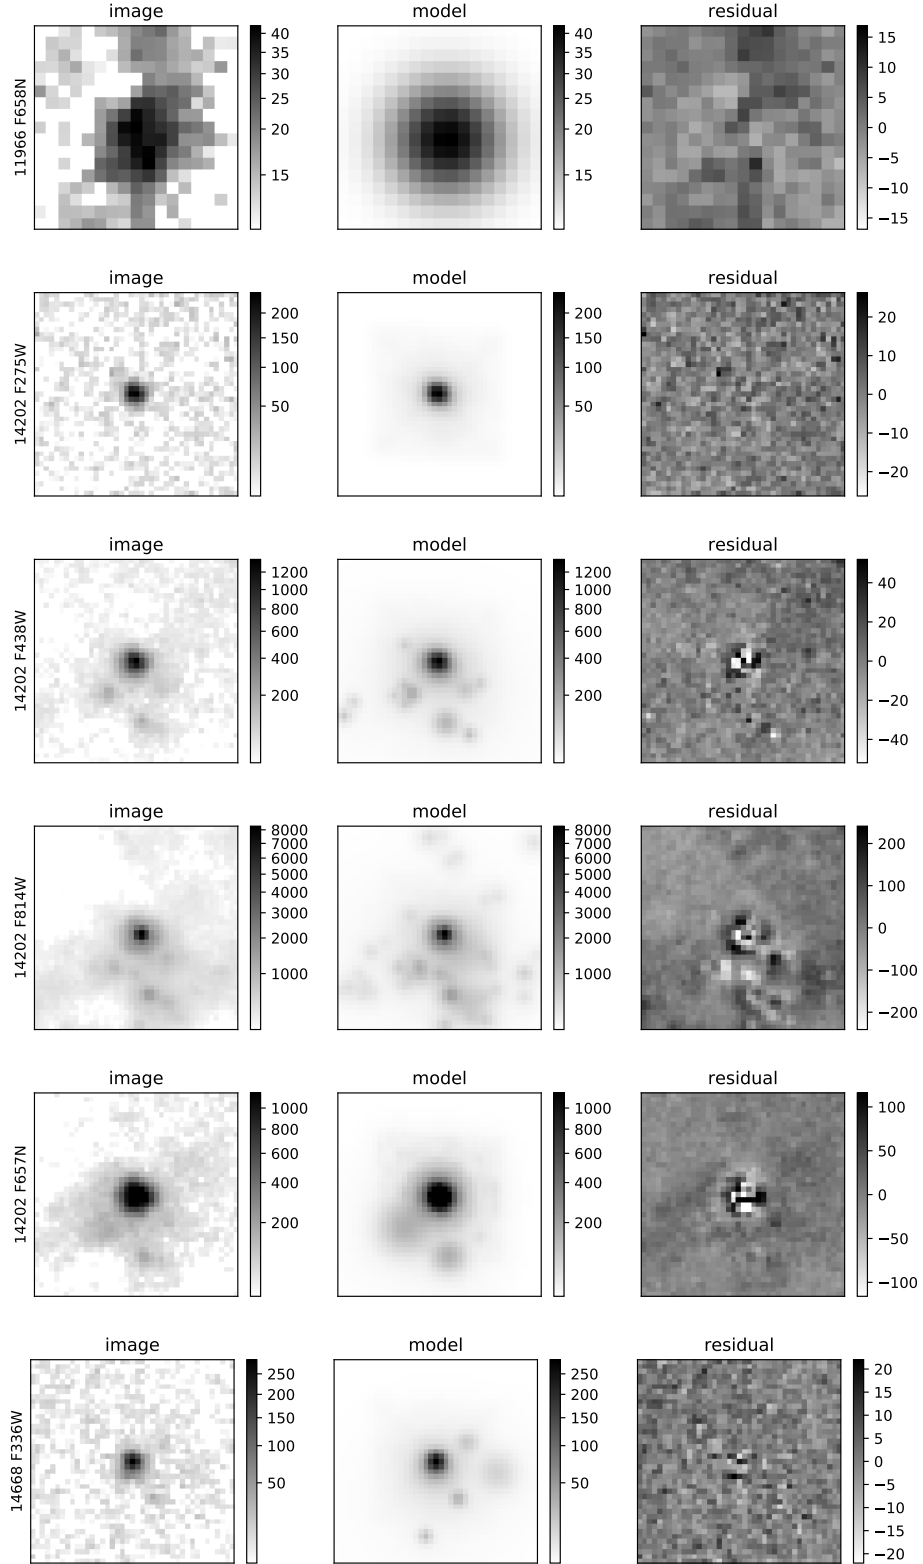 image model residual
11966 F658N
40 35 30 25 20 15
40 35 30 25 20 15
15 10 5 0 −5 −10 −15
image model residual
14202 F275W
200 150 100 50
200 150 100 50
20 10 0 −10 −20
image model residual
14202 F438W
1200 1000 800 600 400 200
1200 1000 800 600 400 200
40 20 0 −20 −40
image model residual
14202 F814W
8000 7000 6000 5000 4000 3000 2000 1000
8000 7000 6000 5000 4000 3000 2000 1000
200 100 0 −100 −200
image model residual
14202 F657N
1000 800 600 400 200
1000 800 600 400 200
100 50 0 −50 −100
image model residual
14668 F336W
250 200 150 100 50
250 200 150 100 50
20 15 10 5 0 −5 −10 −15 −20